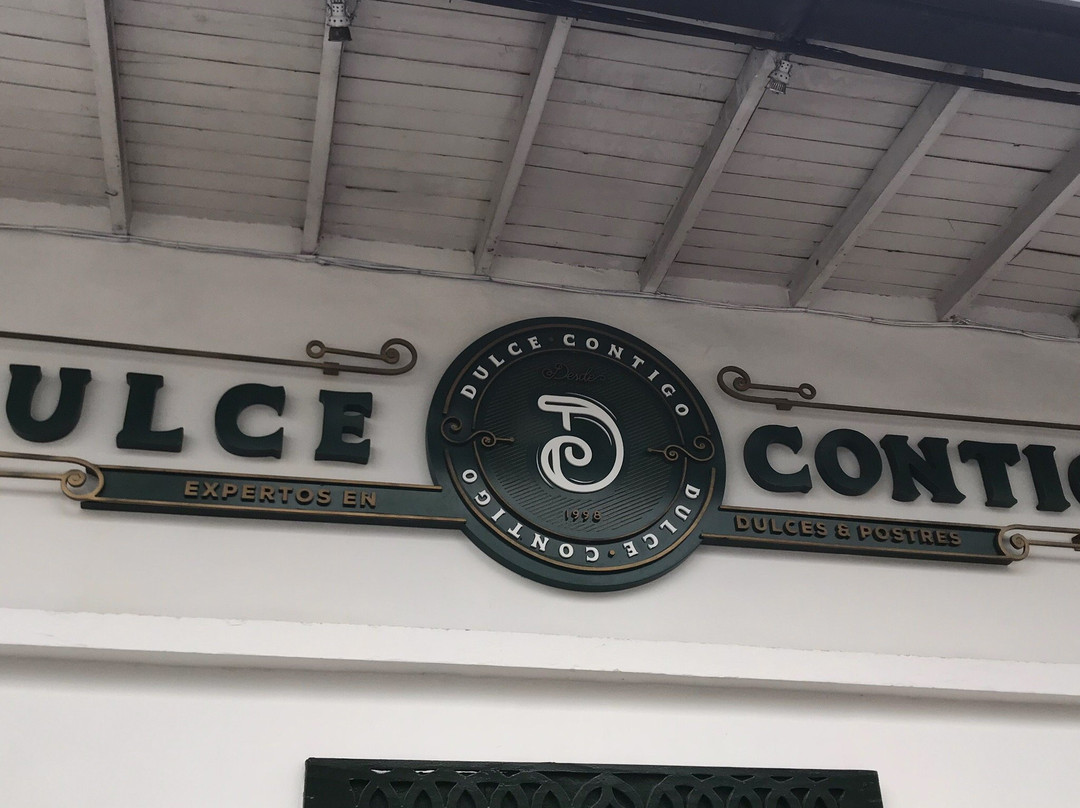 ULCE
CONTIG
EXPERTOS EN
DULCES & POSTRES
DULCE CONTIGO
Desde
1998
DULCE · CONTIGO